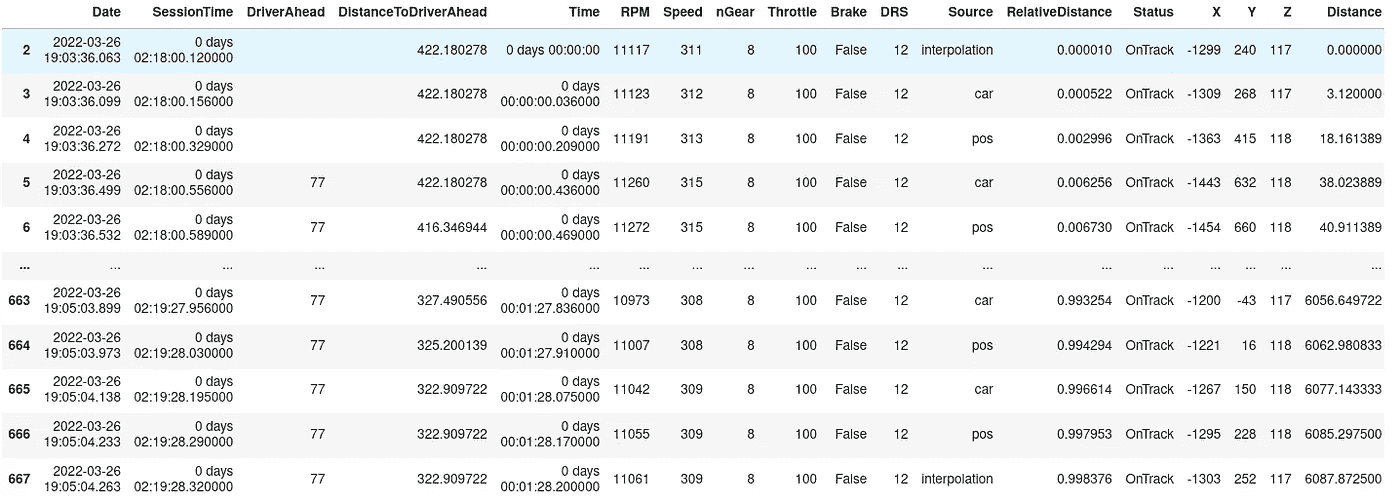 Date SessionTime DriverAhead DistanceToDriverAhead Time RPM Speed nGear Throttle Brake DRS Source RelativeDistance Status X Y Z Distance
2 2022-03-26 19:03:36.063 0 days 02:18:00.120000 422.180278 0 days 00:00:00 11117 311 8 100 False 12 interpolation 0.000010 OnTrack -1299 240 117 0.000000
3 2022-03-26 19:03:36.099 0 days 02:18:00.156000 422.180278 0 days 00:00:00.036000 11123 312 8 100 False 12 car 0.000522 OnTrack -1309 268 117 3.120000
4 2022-03-26 19:03:36.272 0 days 02:18:00.329000 422.180278 0 days 00:00:00.209000 11191 313 8 100 False 12 pos 0.002996 OnTrack -1363 415 118 18.161389
5 2022-03-26 19:03:36.499 0 days 02:18:00.556000 77 422.180278 0 days 00:00:00.436000 11260 315 8 100 False 12 car 0.006256 OnTrack -1443 632 118 38.023889
6 2022-03-26 19:03:36.532 0 days 02:18:00.589000 77 416.346944 0 days 00:00:00.469000 11272 315 8 100 False 12 pos 0.006730 OnTrack -1454 660 118 40.911389
... ... ... ... ... ... ... ... ... ... ... ... ... ... ... ... ... ... ...
663 2022-03-26 19:05:03.899 0 days 02:19:27.956000 77 327.490556 0 days 00:01:27.836000 10973 308 8 100 False 12 car 0.993254 OnTrack -1200 -43 117 6056.649722
664 2022-03-26 19:05:03.973 0 days 02:19:28.030000 77 325.200139 0 days 00:01:27.910000 11007 308 8 100 False 12 pos 0.994294 OnTrack -1221 16 118 6062.980833
665 2022-03-26 19:05:04.138 0 days 02:19:28.195000 77 322.909722 0 days 00:01:28.075000 11042 309 8 100 False 12 car 0.996614 OnTrack -1267 150 118 6077.143333
666 2022-03-26 19:05:04.233 0 days 02:19:28.290000 77 322.909722 0 days 00:01:28.170000 11055 309 8 100 False 12 pos 0.997953 OnTrack -1295 228 118 6085.297500
667 2022-03-26 19:05:04.263 0 days 02:19:28.320000 77 322.909722 0 days 00:01:28.200000 11061 309 8 100 False 12 interpolation 0.998376 OnTrack -1303 252 117 6087.872500